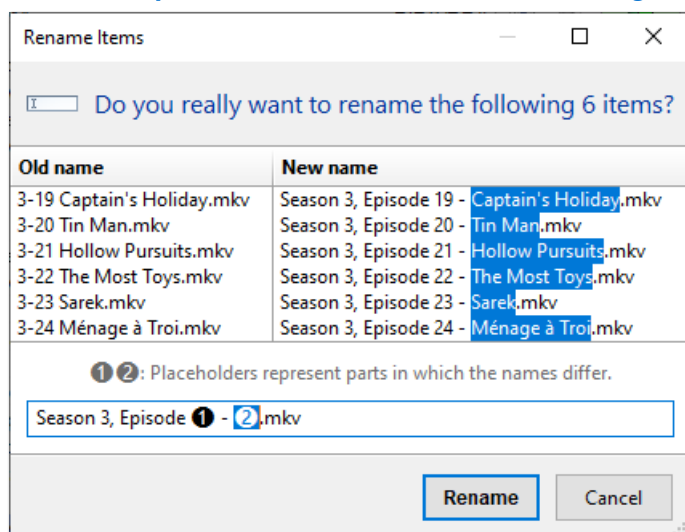 Rename Items
Do you really want to rename the following 6 items?
Old name New name
3-19 Captain's Holiday.mkv Season 3, Episode 19 - Captain's Holiday.mkv
3-20 Tin Man.mkv Season 3, Episode 20 - Tin Man.mkv
3-21 Hollow Pursuits.mkv Season 3, Episode 21 - Hollow Pursuits.mkv
3-22 The Most Toys.mkv Season 3, Episode 22 - The Most Toys.mkv
3-23 Sarek.mkv Season 3, Episode 23 - Sarek.mkv
3-24 Ménage à Troi.mkv Season 3, Episode 24 - Ménage à Troi.mkv
❶❷: Placeholders represent parts in which the names differ.
Season 3, Episode ❶ - ②.mkv
Rename Cancel